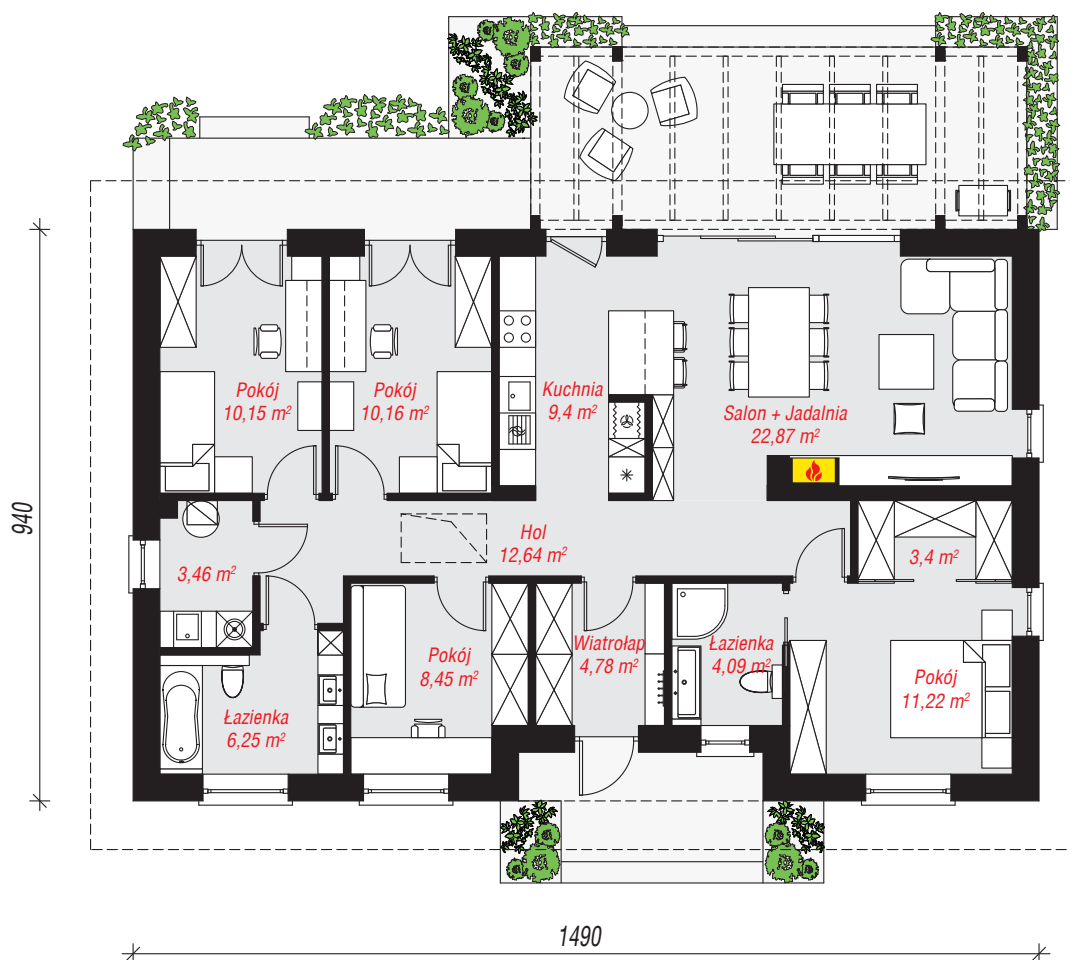 Pokój
10,15 m²
Pokój
10,16 m²
Kuchnia
9,4 m²
Salon + Jadalnia
22,87 m²
940
Hol
12,64 m²
3,46 m²
3,4 m²
Pokój
8,45 m²
Wiatrołap
4,78 m²
Łazienka
4,09 m²
Pokój
11,22 m²
Łazienka
6,25 m²
1490